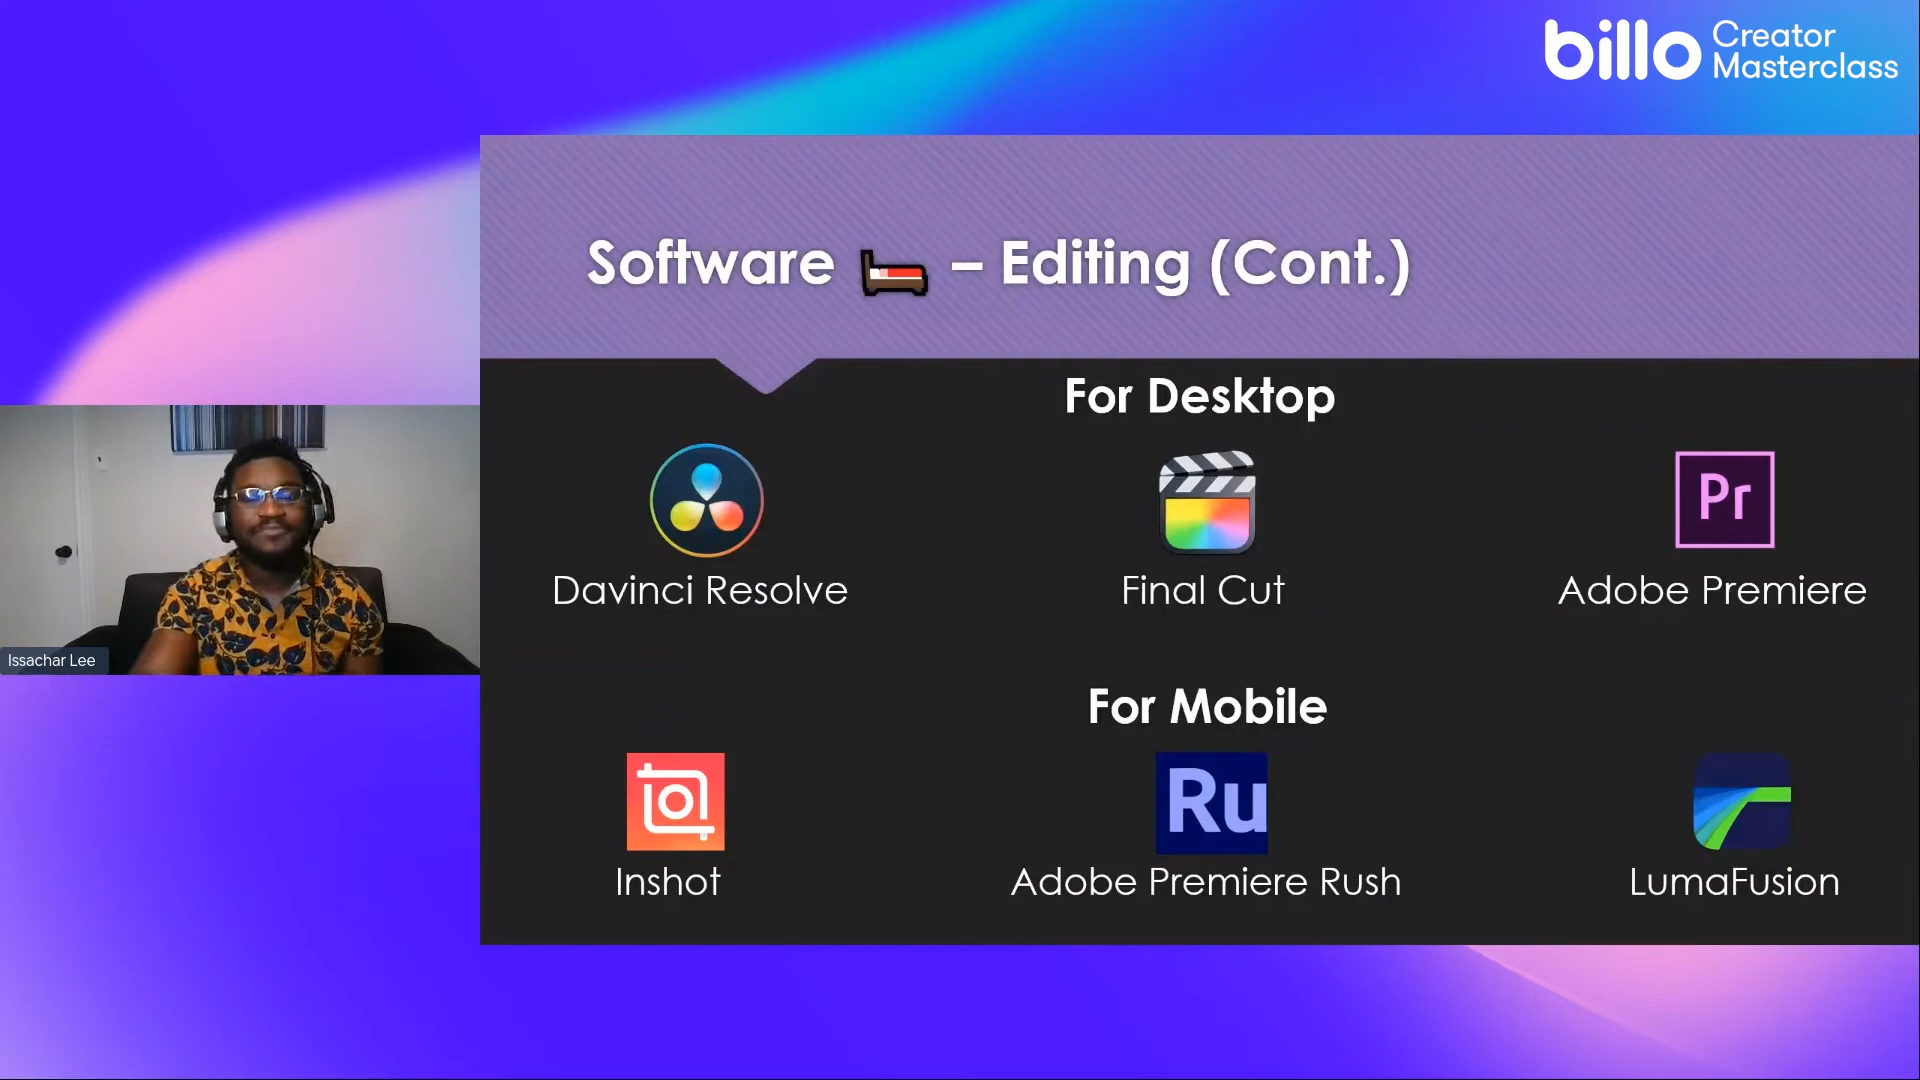 billo Creator
Masterclass
Software 🛏 – Editing (Cont.)
For Desktop
Pr
Davinci Resolve
Final Cut
Adobe Premiere
Issachar Lee
For Mobile
Ru
Inshot
Adobe Premiere Rush
LumaFusion